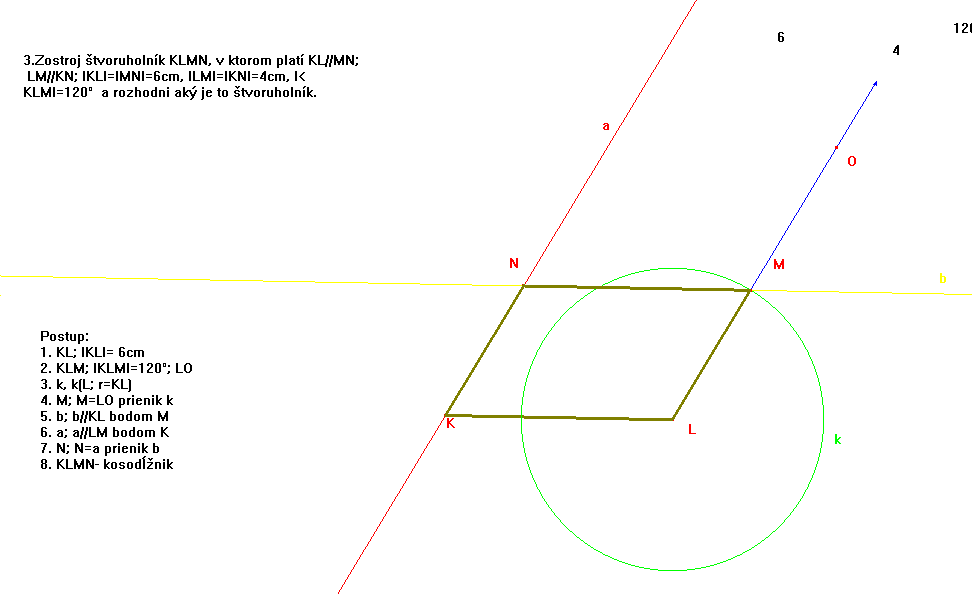 3.Zostroj štvoruholník KLMN, v ktorom platí KL//MN;
LM//KN; IKLI=IMNI=6cm, ILMI=IKNI=4cm, I<
KLMI=120° a rozhodni aký je to štvoruholník.
6
4
120
a
O
N
M
b
Postup:
1. KL; IKLI= 6cm
2. KLM; IKLMI=120°; LO
3. k, k(L; r=KL)
4. M; M=LO prienik k
5. b; b//KL bodom M
6. a; a//LM bodom K
7. N; N=a prienik b
8. KLMN- kosodĺžnik
K
L
k